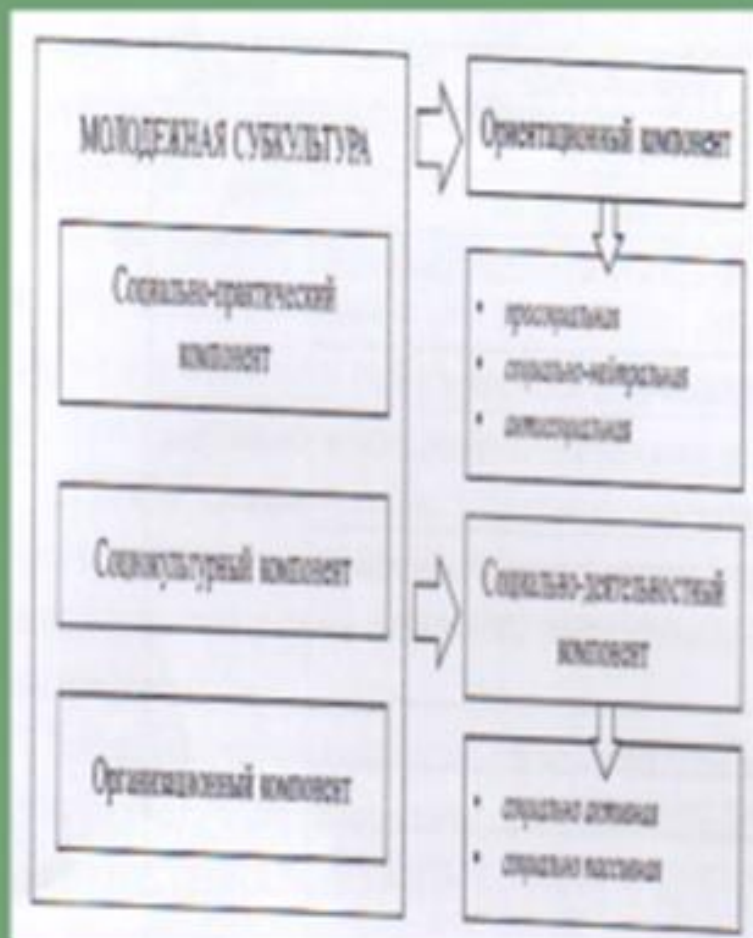 МОЛОДЕЖНАЯ СУБКУЛЬТУРА
Социально-практический
компонент
Социокультурный компонент
Организационный компонент
Ориентационный компонент
• просоциальная
• социально-нейтральная
• антисоциальная
Социально-деятельностный
компонент
• социально активная
• социально пассивная